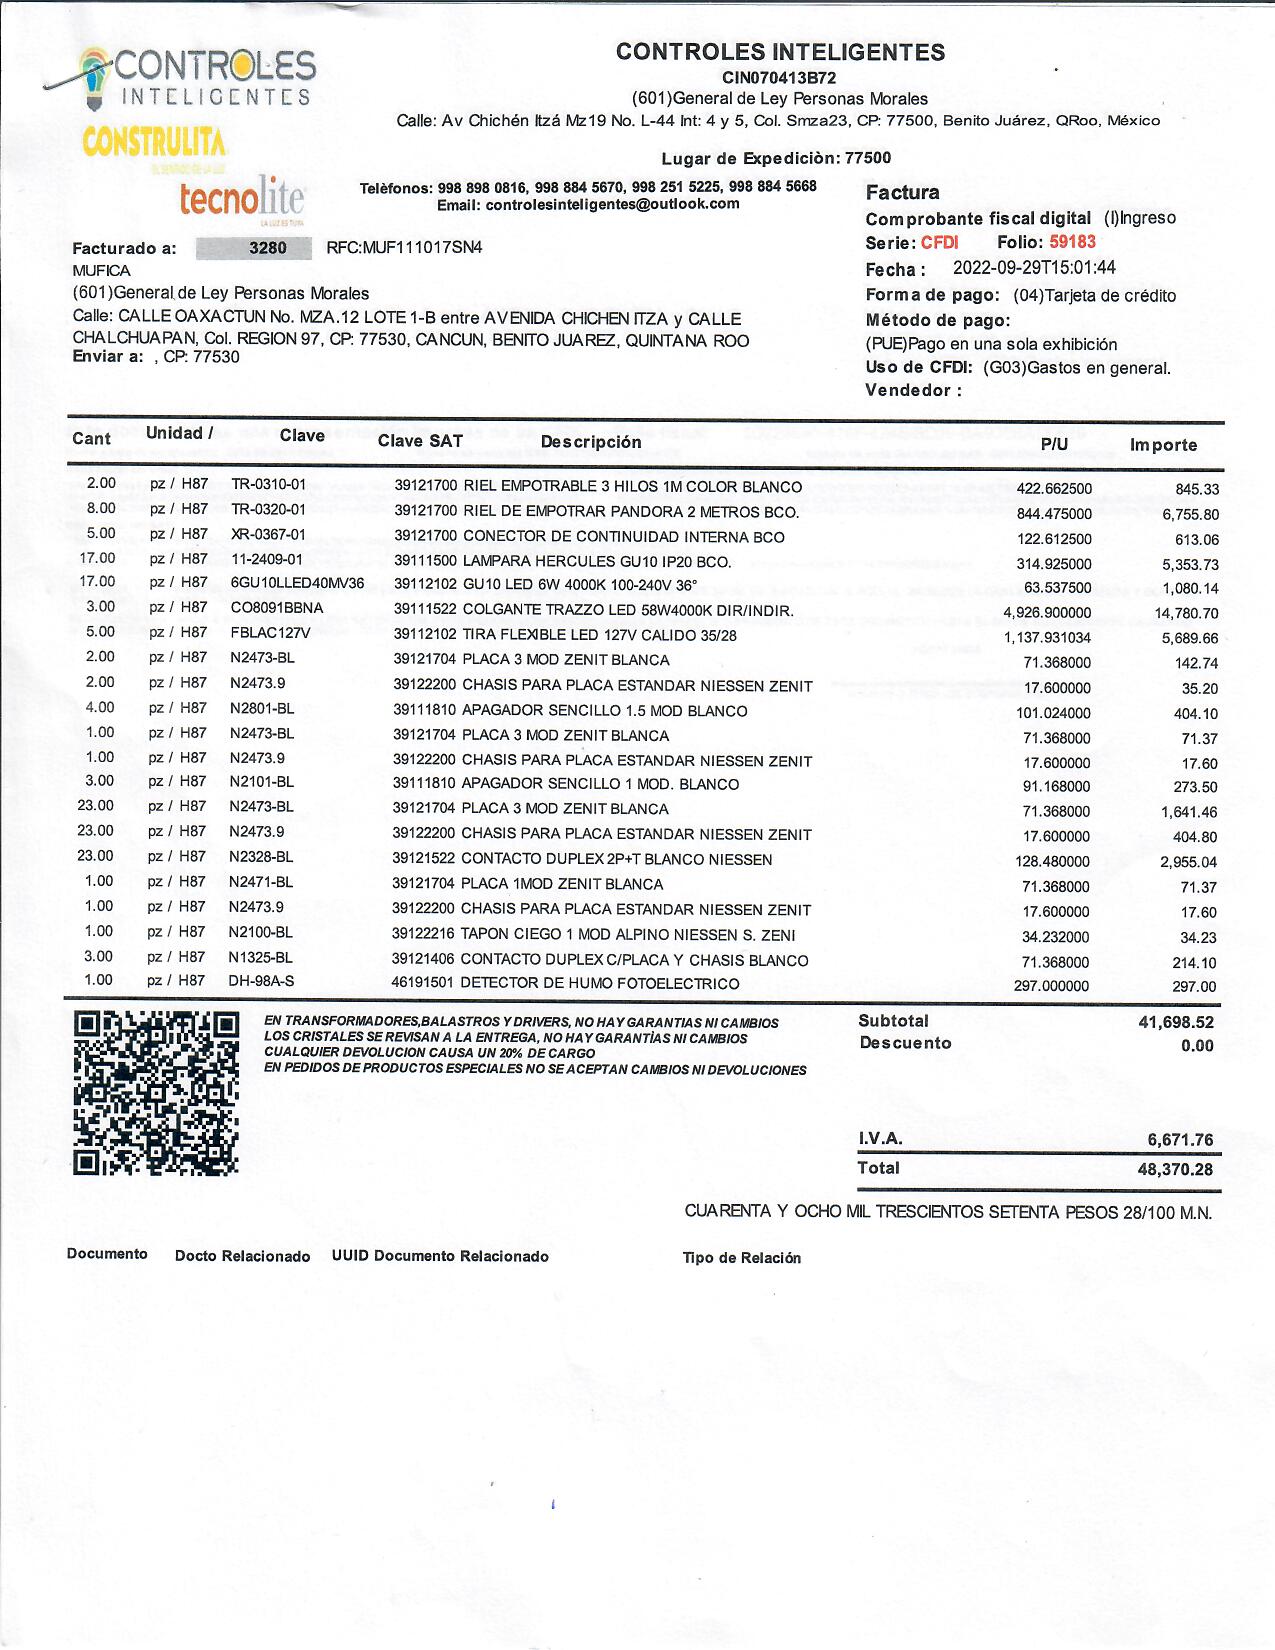 CONTROLES
INTELIGENTES
CONSTRULITA
tecnolite
CONTROLES INTELIGENTES
CIN070413B72
(601)General de Ley Personas Morales
Calle: Av Chichén Itzá Mz19 No. L-44 Int: 4 y 5, Col. Smza23, CP: 77500, Benito Juárez, QRoo, México
Lugar de Expediciòn: 77500
Telèfonos: 998 898 0816, 998 884 5670, 998 251 5225, 998 884 5668
Email: controlesinteligentes@outlook.com
Factura
Comprobante fiscal digital (I)Ingreso
Serie: CFDI Folio: 59183
Fecha : 2022-09-29T15:01:44
Forma de pago: (04)Tarjeta de crédito
Método de pago:
(PUE)Pago en una sola exhibición
Uso de CFDI: (G03)Gastos en general.
Vendedor :
Facturado a: 3280 RFC:MUF111017SN4
MUFICA
(601)General de Ley Personas Morales
Calle: CALLE OAXACTUN No. MZA.12 LOTE 1-B entre AVENIDA CHICHEN ITZA y CALLE
CHALCHUAPAN, Col. REGION 97, CP: 77530, CANCUN, BENITO JUAREZ, QUINTANA ROO
Enviar a: , CP: 77530
Cant Unidad / Clave Clave SAT Descripción P/U Importe
2.00 pz / H87 TR-0310-01 39121700 RIEL EMPOTRABLE 3 HILOS 1M COLOR BLANCO 422.662500 845.33
8.00 pz / H87 TR-0320-01 39121700 RIEL DE EMPOTRAR PANDORA 2 METROS BCO. 844.475000 6,755.80
5.00 pz / H87 XR-0367-01 39121700 CONECTOR DE CONTINUIDAD INTERNA BCO 122.612500 613.06
17.00 pz / H87 11-2409-01 39111500 LAMPARA HERCULES GU10 IP20 BCO. 314.925000 5,353.73
17.00 pz / H87 6GU10LLED40MV36 39112102 GU10 LED 6W 4000K 100-240V 36° 63.537500 1,080.14
3.00 pz / H87 CO8091BBNA 39111522 COLGANTE TRAZZO LED 58W4000K DIR/INDIR. 4,926.900000 14,780.70
5.00 pz / H87 FBLAC127V 39112102 TIRA FLEXIBLE LED 127V CALIDO 35/28 1,137.931034 5,689.66
2.00 pz / H87 N2473-BL 39121704 PLACA 3 MOD ZENIT BLANCA 71.368000 142.74
2.00 pz / H87 N2473.9 39122200 CHASIS PARA PLACA ESTANDAR NIESSEN ZENIT 17.600000 35.20
4.00 pz / H87 N2801-BL 39111810 APAGADOR SENCILLO 1.5 MOD BLANCO 101.024000 404.10
1.00 pz / H87 N2473-BL 39121704 PLACA 3 MOD ZENIT BLANCA 71.368000 71.37
1.00 pz / H87 N2473.9 39122200 CHASIS PARA PLACA ESTANDAR NIESSEN ZENIT 17.600000 17.60
3.00 pz / H87 N2101-BL 39111810 APAGADOR SENCILLO 1 MOD. BLANCO 91.168000 273.50
23.00 pz / H87 N2473-BL 39121704 PLACA 3 MOD ZENIT BLANCA 71.368000 1,641.46
23.00 pz / H87 N2473.9 39122200 CHASIS PARA PLACA ESTANDAR NIESSEN ZENIT 17.600000 404.80
23.00 pz / H87 N2328-BL 39121522 CONTACTO DUPLEX 2P+T BLANCO NIESSEN 128.480000 2,955.04
1.00 pz / H87 N2471-BL 39121704 PLACA 1MOD ZENIT BLANCA 71.368000 71.37
1.00 pz / H87 N2473.9 39122200 CHASIS PARA PLACA ESTANDAR NIESSEN ZENIT 17.600000 17.60
1.00 pz / H87 N2100-BL 39122216 TAPON CIEGO 1 MOD ALPINO NIESSEN S. ZENI 34.232000 34.23
3.00 pz / H87 N1325-BL 39121406 CONTACTO DUPLEX C/PLACA Y CHASIS BLANCO 71.368000 214.10
1.00 pz / H87 DH-98A-S 46191501 DETECTOR DE HUMO FOTOELECTRICO 297.000000 297.00
EN TRANSFORMADORES,BALASTROS Y DRIVERS, NO HAY GARANTIAS NI CAMBIOS
LOS CRISTALES SE REVISAN A LA ENTREGA, NO HAY GARANTÌAS NI CAMBIOS
CUALQUIER DEVOLUCION CAUSA UN 20% DE CARGO
EN PEDIDOS DE PRODUCTOS ESPECIALES NO SE ACEPTAN CAMBIOS NI DEVOLUCIONES
Subtotal 41,698.52
Descuento 0.00
I.V.A. 6,671.76
Total 48,370.28
CUARENTA Y OCHO MIL TRESCIENTOS SETENTA PESOS 28/100 M.N.
Documento Docto Relacionado UUID Documento Relacionado Tipo de Relación